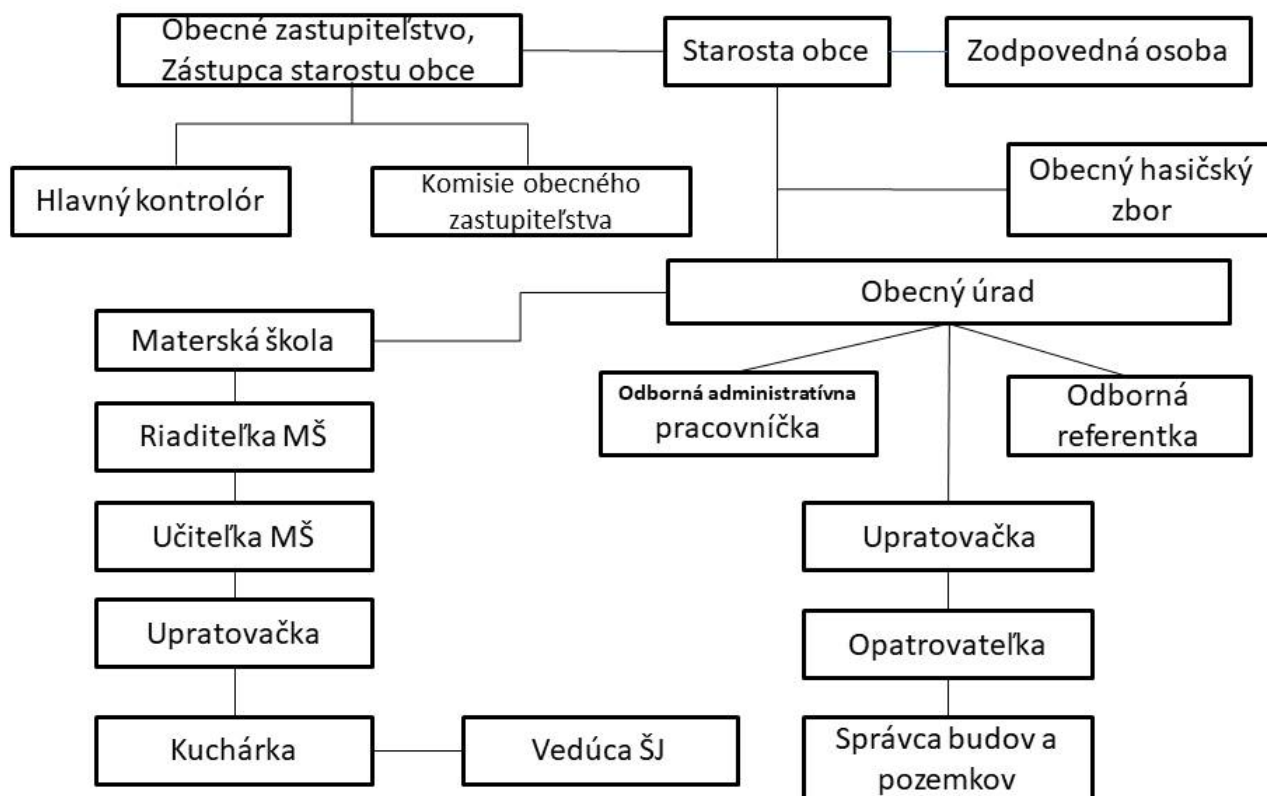 Obecné zastupiteľstvo,
Zástupca starostu obce
Starosta obce
Zodpovedná osoba
Hlavný kontrolór
Komisie obecného
zastupiteľstva
Obecný hasičský
zbor
Obecný úrad
Materská škola
Odborná administratívna
pracovníčka
Odborná
referentka
Riaditeľka MŠ
Učiteľka MŠ
Upratovačka
Upratovačka
Opatrovateľka
Kuchárka
Vedúca ŠJ
Správca budov a
pozemkov